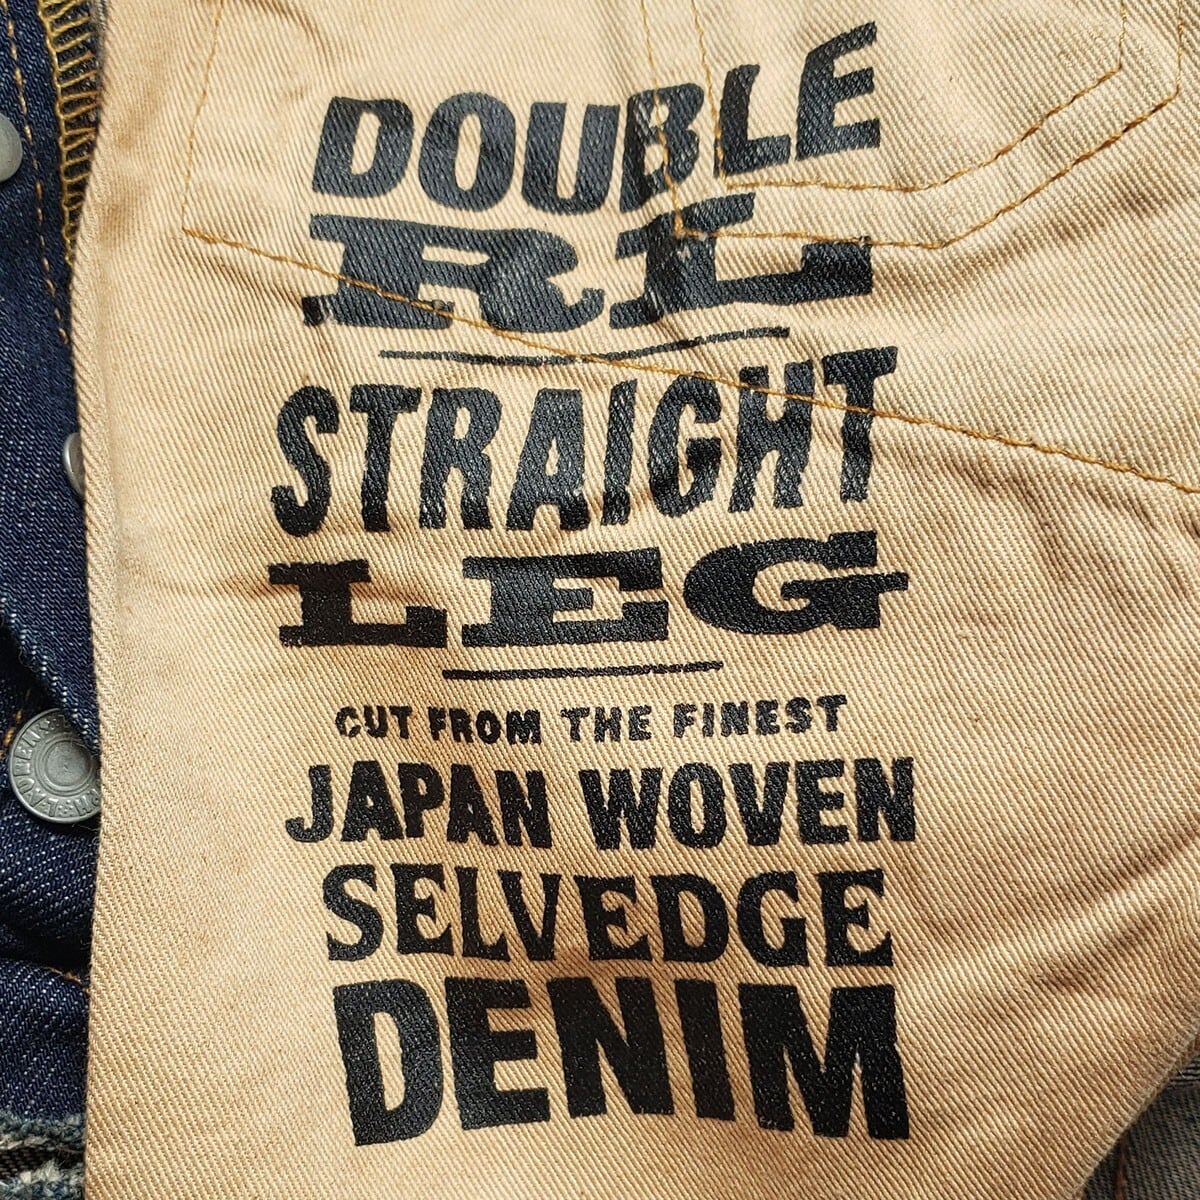 DOUBLE
RL
STRAIGHT
LEG
CUT FROM THE FINEST
JAPAN WOVEN
SELVEDGE
DENIM